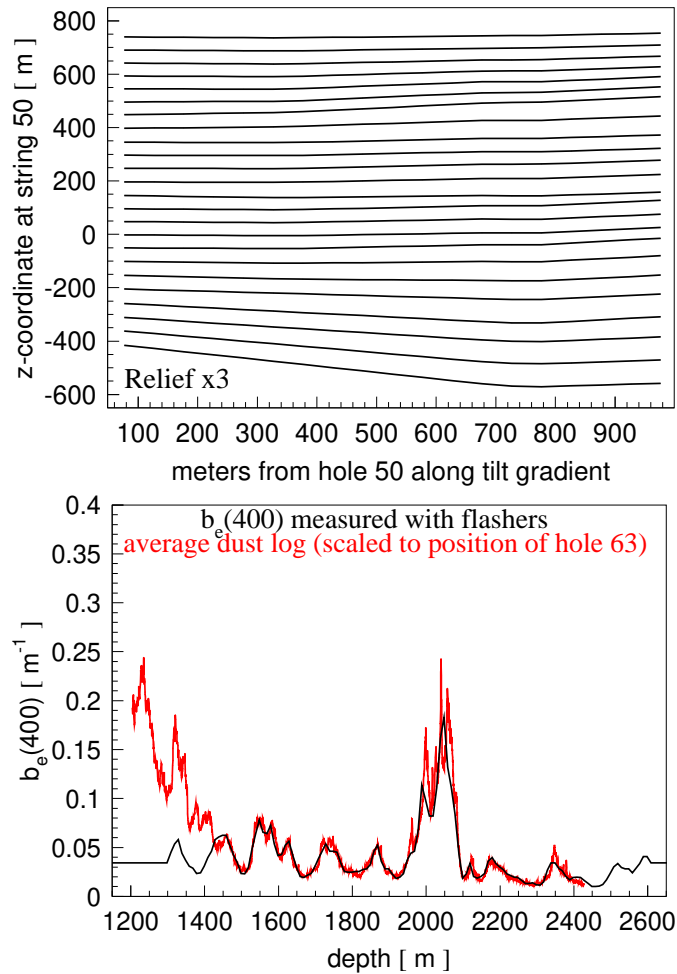 800
600
400
200
0
-200
-400
-600
z-coordinate at string 50 [ m ]
Relief x3
100 200 300 400 500 600 700 800 900
meters from hole 50 along tilt gradient
0.4
0.35
0.3
0.25
0.2
0.15
0.1
0.05
0
b_e(400) [ m^-1 ]
b_e(400) measured with flashers
average dust log (scaled to position of hole 63)
1200 1400 1600 1800 2000 2200 2400 2600
depth [ m ]